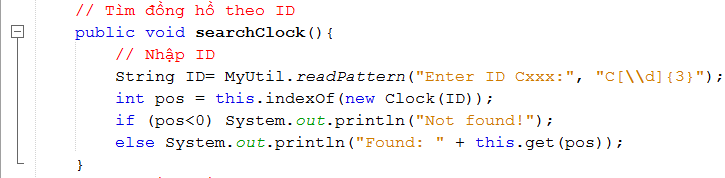 // Tìm đồng hồ theo ID
public void searchClock(){
// Nhập ID
String ID= MyUtil.readPattern("Enter ID Cxxx:", "C[\\d]{3}");
int pos = this.indexOf(new Clock(ID));
if (pos<0) System.out.println("Not found!");
else System.out.println("Found: " + this.get(pos));
}